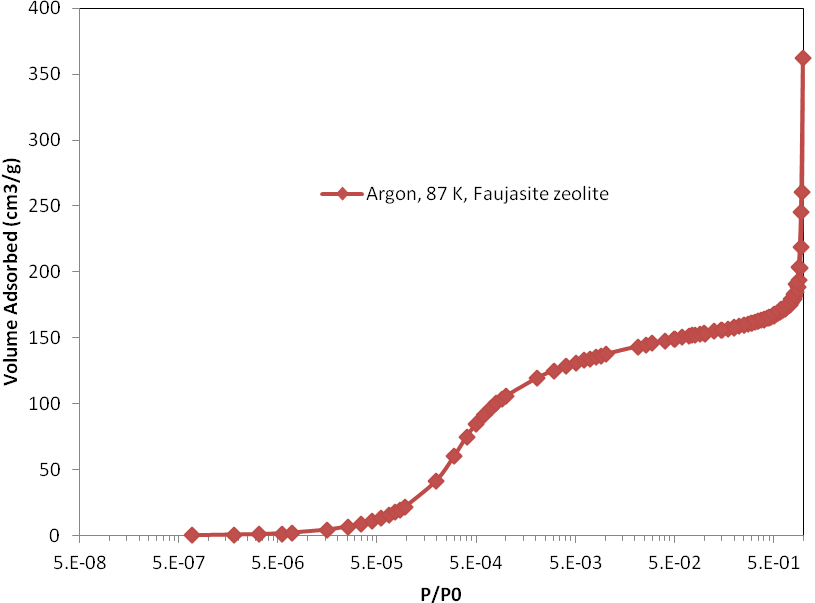 400
350
300
250
200
150
100
50
0
Volume Adsorbed (cm3/g)
Argon, 87 K, Faujasite zeolite
5.E-08 5.E-07 5.E-06 5.E-05 5.E-04 5.E-03 5.E-02 5.E-01
P/P0